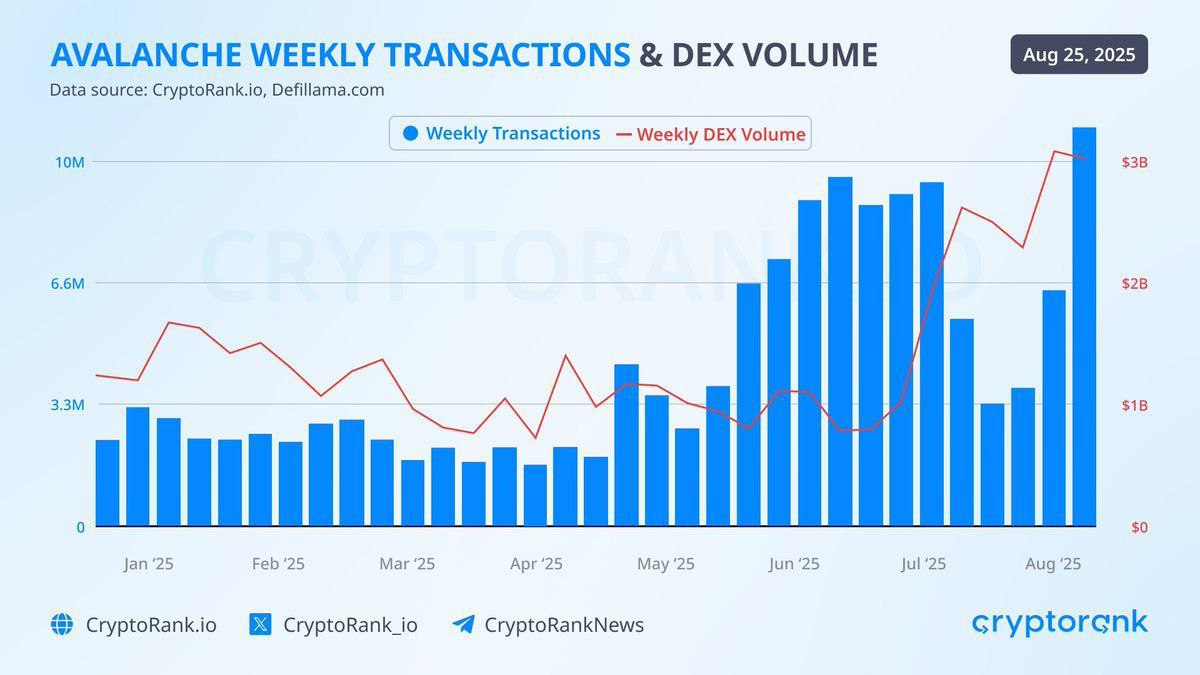 AVALANCHE WEEKLY TRANSACTIONS & DEX VOLUME
Aug 25, 2025
Data source: CryptoRank.io, Defillama.com
Weekly Transactions
Weekly DEX Volume
10M
$3B
CRYPTORANK.IO
6.6M
$2B
3.3M
$1B
0
$0
Jan ‘25
Feb ‘25
Mar ‘25
Apr ‘25
May ‘25
Jun ‘25
Jul ‘25
Aug ‘25
CryptoRank.io
CryptoRank_io
CryptoRankNews
cryptorank